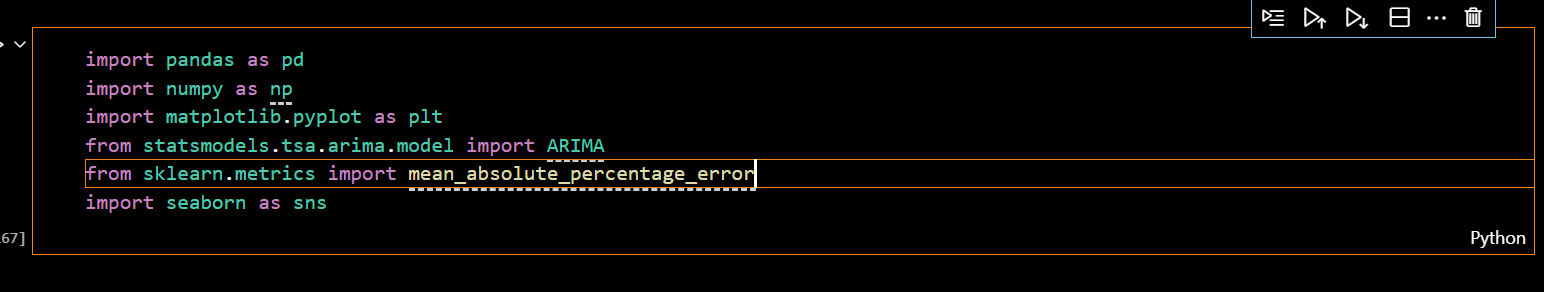 import pandas as pd
import numpy as np
import matplotlib.pyplot as plt
from statsmodels.tsa.arima.model import ARIMA
from sklearn.metrics import mean_absolute_percentage_error
import seaborn as sns
67]
Python